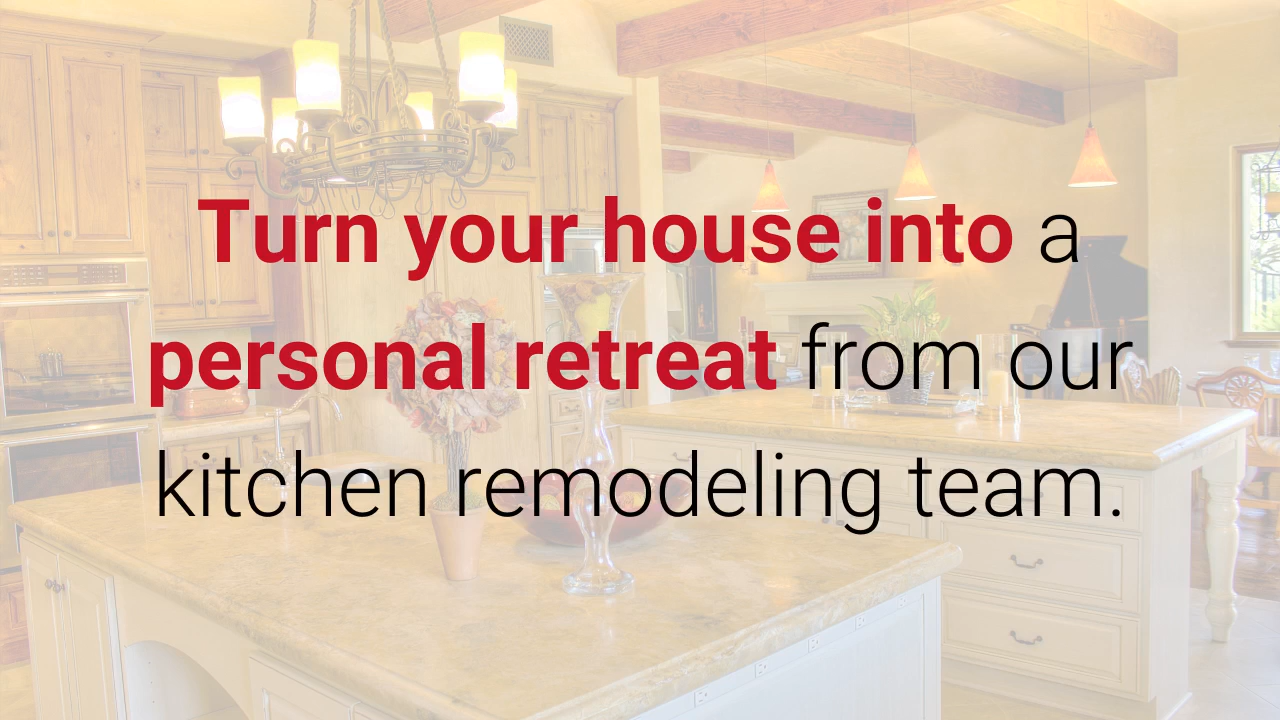 Turn your house into a
personal retreat from our
kitchen remodeling team.